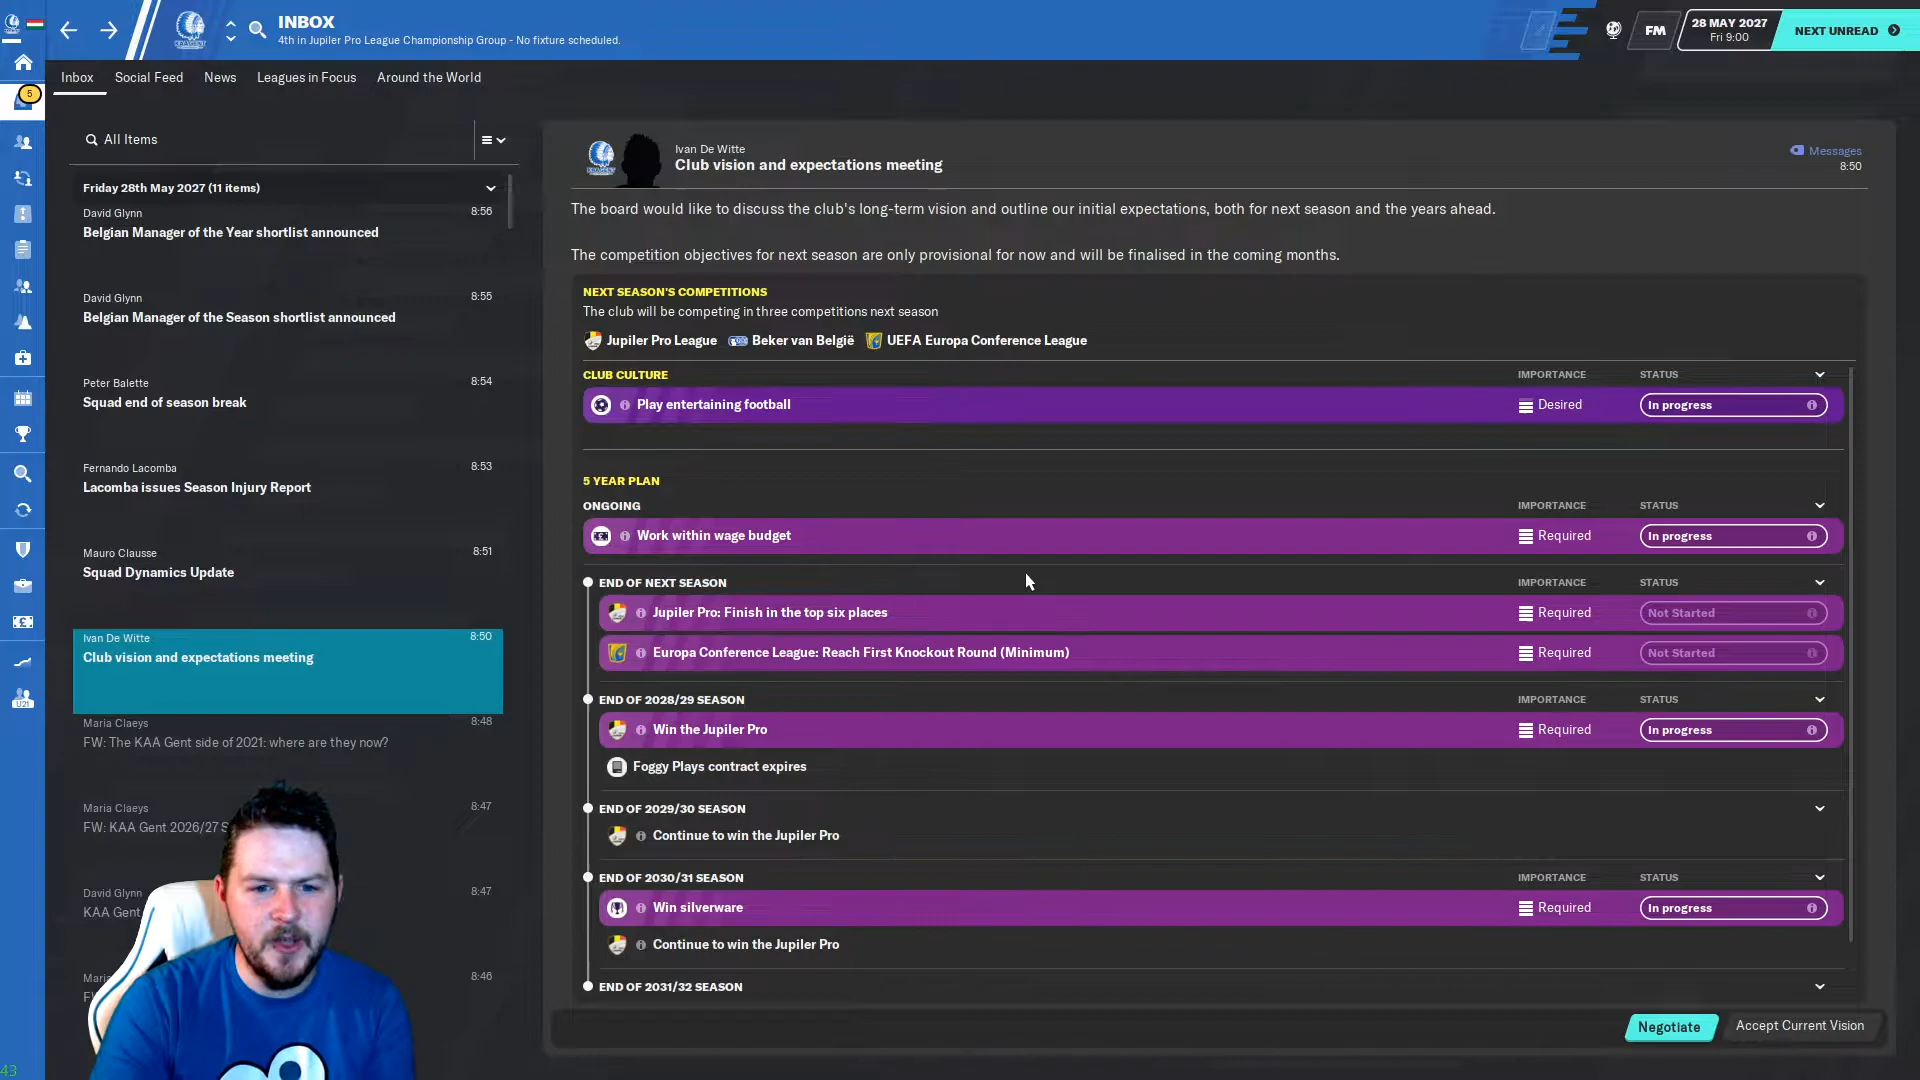 INBOX
4th in Jupiler Pro League Championship Group - No fixture scheduled.
FM
28 MAY 2027
Fri 9:00
NEXT UNREAD
Inbox
Social Feed
News
Leagues in Focus
Around the World
5
All Items
Friday 28th May 2027 (11 items)
David Glynn
8:56
Belgian Manager of the Year shortlist announced
David Glynn
8:55
Belgian Manager of the Season shortlist announced
Peter Balette
8:54
Squad end of season break
Fernando Lacomba
8:53
Lacomba issues Season Injury Report
Mauro Clausse
8:51
Squad Dynamics Update
Ivan De Witte
8:50
Club vision and expectations meeting
Maria Claeys
8:48
FW: The KAA Gent side of 2021: where are they now?
Maria Claeys
8:47
FW: KAA Gent 2026/27 S
David Glynn
8:47
KAA Gent
Maria
8:46
U21
43
Ivan De Witte
Club vision and expectations meeting
Messages
8:50
The board would like to discuss the club's long-term vision and outline our initial expectations, both for next season and the years ahead.
The competition objectives for next season are only provisional for now and will be finalised in the coming months.
NEXT SEASON'S COMPETITIONS
The club will be competing in three competitions next season
Jupiler Pro League
Beker van België
UEFA Europa Conference League
CLUB CULTURE
IMPORTANCE
STATUS
Play entertaining football
Desired
In progress
5 YEAR PLAN
ONGOING
IMPORTANCE
STATUS
Work within wage budget
Required
In progress
END OF NEXT SEASON
IMPORTANCE
STATUS
Jupiler Pro: Finish in the top six places
Required
Not Started
Europa Conference League: Reach First Knockout Round (Minimum)
Required
Not Started
END OF 2028/29 SEASON
IMPORTANCE
STATUS
Win the Jupiler Pro
Required
In progress
Foggy Plays contract expires
END OF 2029/30 SEASON
Continue to win the Jupiler Pro
END OF 2030/31 SEASON
IMPORTANCE
STATUS
Win silverware
Required
In progress
Continue to win the Jupiler Pro
END OF 2031/32 SEASON
Negotiate
Accept Current Vision